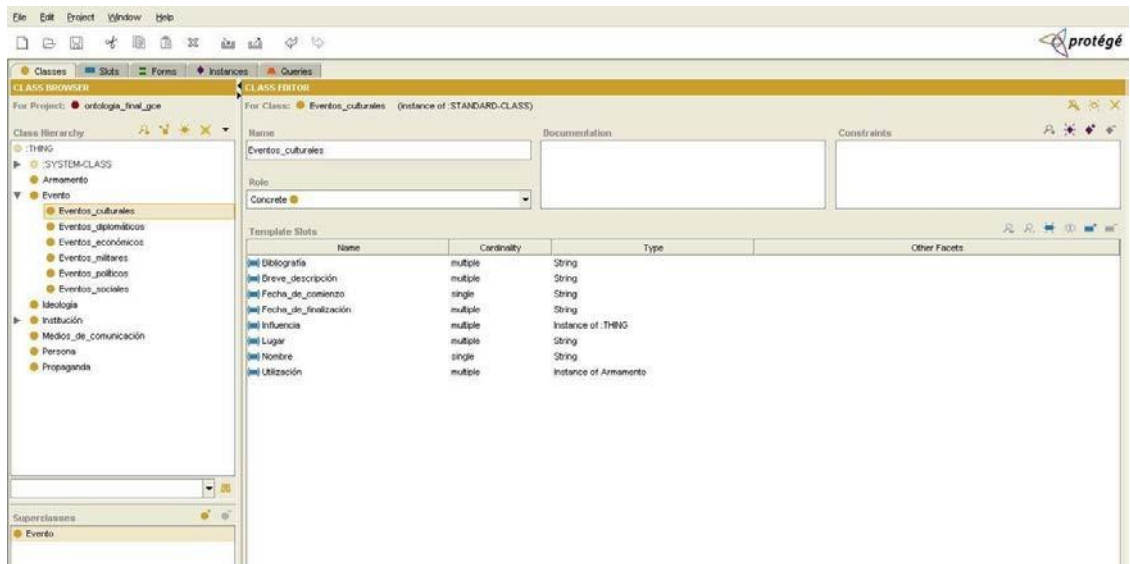 File Edit Project Window Help
protégé
Classes Slots Forms Instances Queries
CLASS BROWSER
CLASS EDITOR
For Project: ontologia_final_gce
For Class: Eventos_culturales (instance of :STANDARD-CLASS)
Class Hierarchy
Name
Documentation
Constraints
:THING
Eventos_culturales
:SYSTEM-CLASS
Armamento
Role
Evento
Concrete
Eventos_culturales
Eventos_diplomáticos
Template Slots
Eventos_económicos
Name Cardinality Type Other Facets
Eventos_militares
Bibliografía multiple String
Eventos_políticos
Breve_descripción multiple String
Eventos_sociales
Fecha_de_comienzo single String
Ideología
Fecha_de_finalización multiple String
Institución
Influencia multiple Instance of :THING
Medios_de_comunicación
Lugar multiple String
Persona
Nombre single String
Propaganda
Utilización multiple Instance of Armamento
Superclasses
Evento